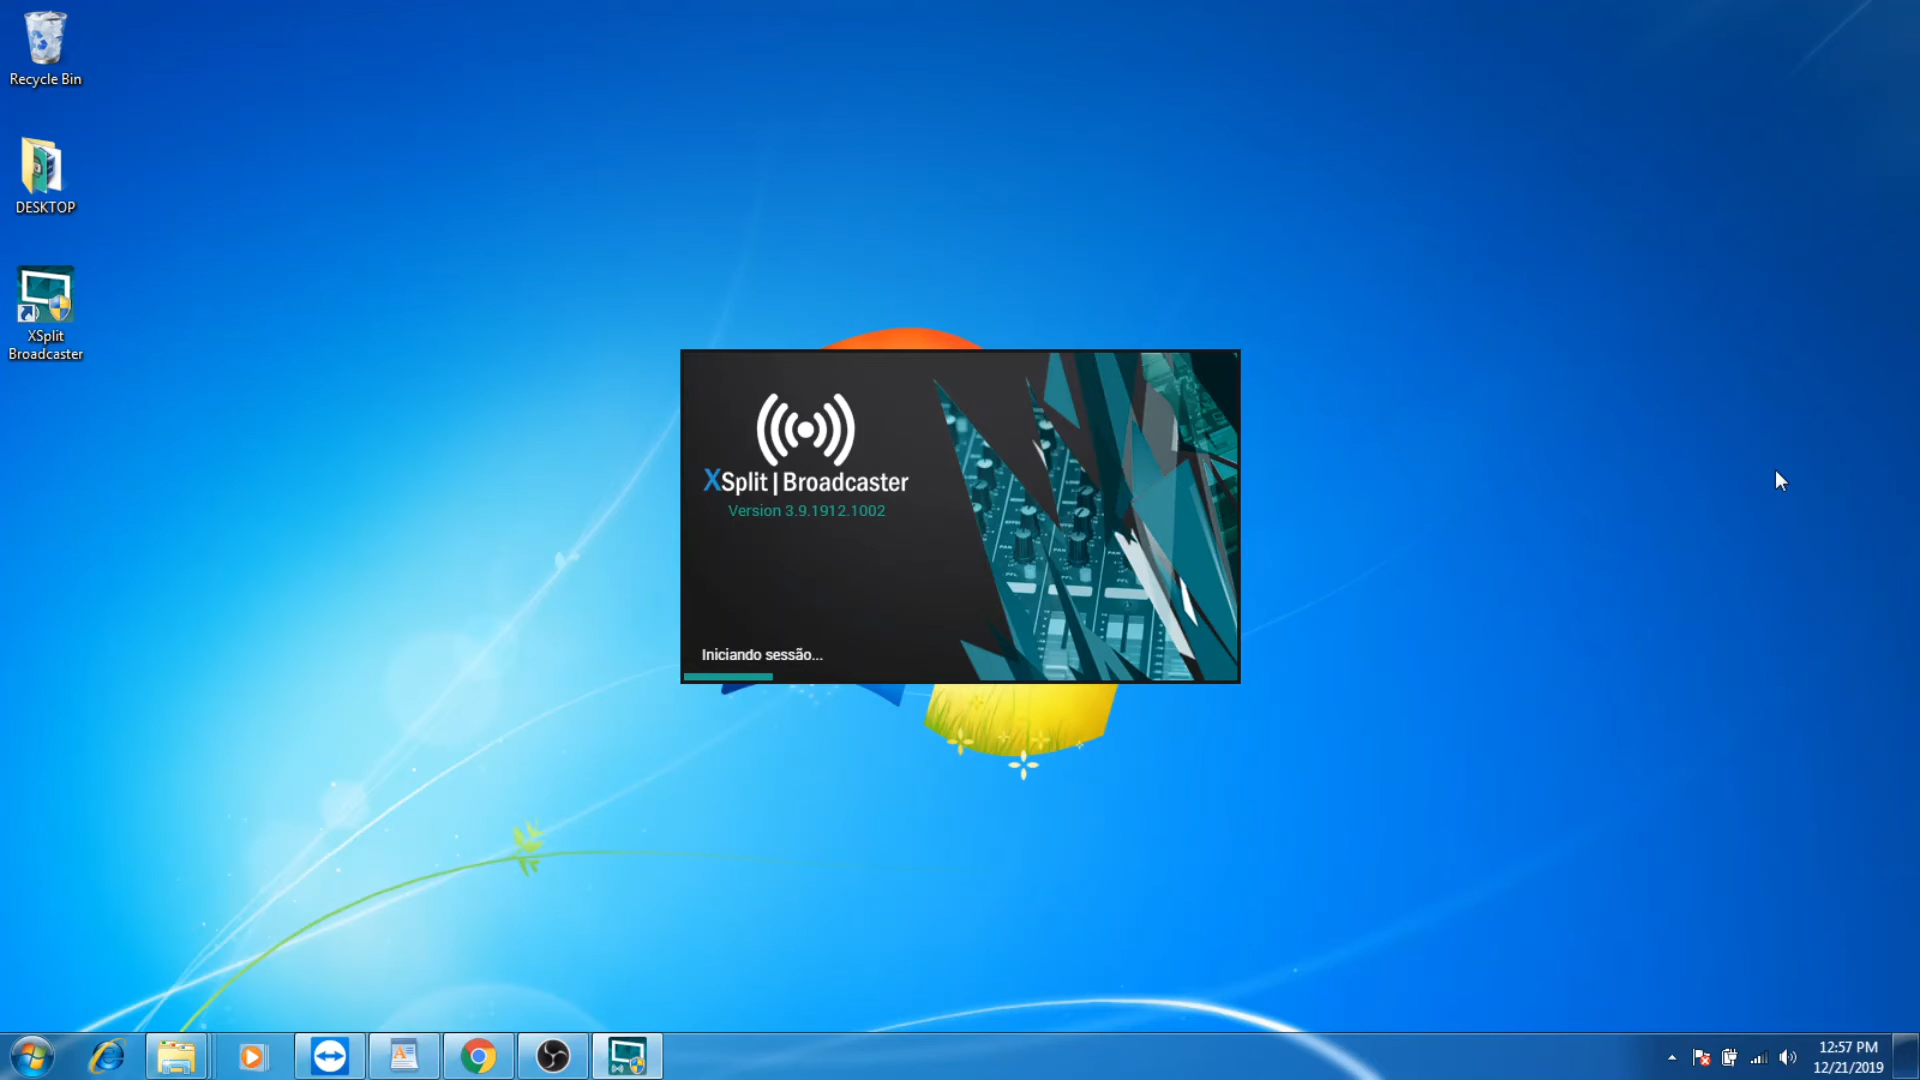 Recycle Bin
DESKTOP
XSplit
Broadcaster
XSplit | Broadcaster
Version 3.9.1912.1002
Iniciando sessão...
12:57 PM
12/21/2019